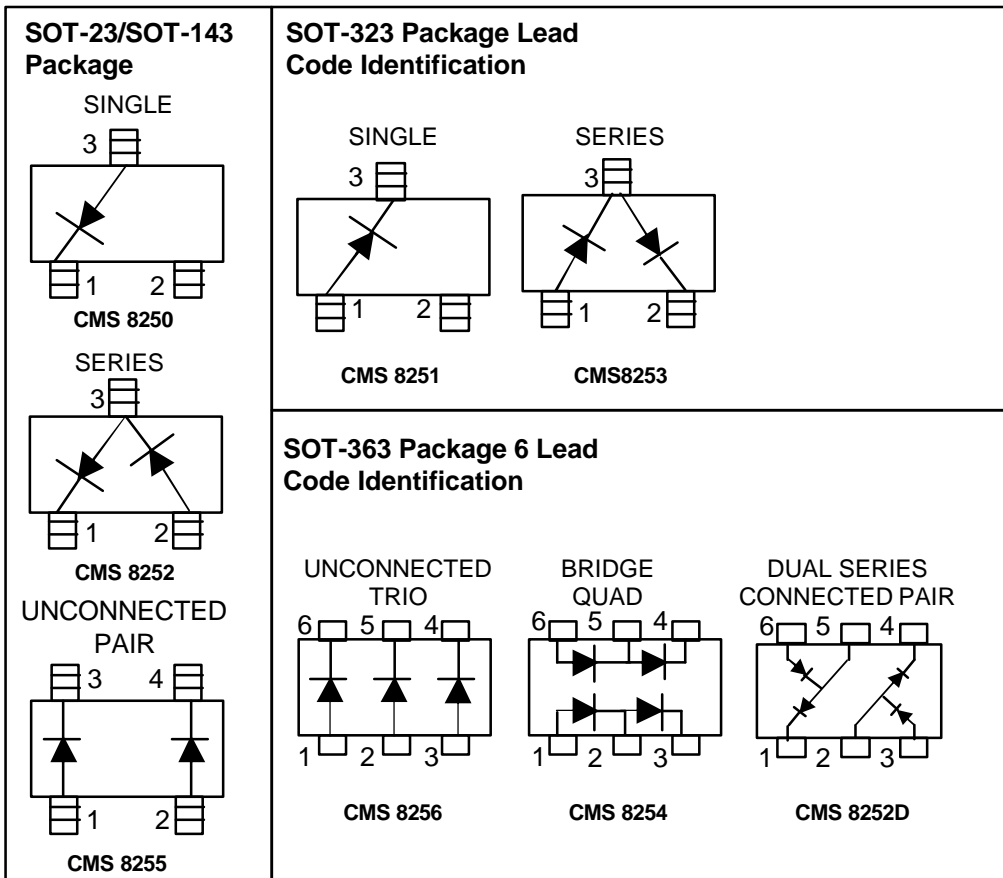 SOT-23/SOT-143
Package
SINGLE
3
1 2
CMS 8250
SERIES
3
1 2
CMS 8252
UNCONNECTED
PAIR
3 4
1 2
CMS 8255
SOT-323 Package Lead
Code Identification
SINGLE
3
1 2
CMS 8251
SERIES
3
1 2
CMS8253
SOT-363 Package 6 Lead
Code Identification
UNCONNECTED
TRIO
6 5 4
1 2 3
CMS 8256
BRIDGE
QUAD
6 5 4
1 2 3
CMS 8254
DUAL SERIES
CONNECTED PAIR
6 5 4
1 2 3
CMS 8252D